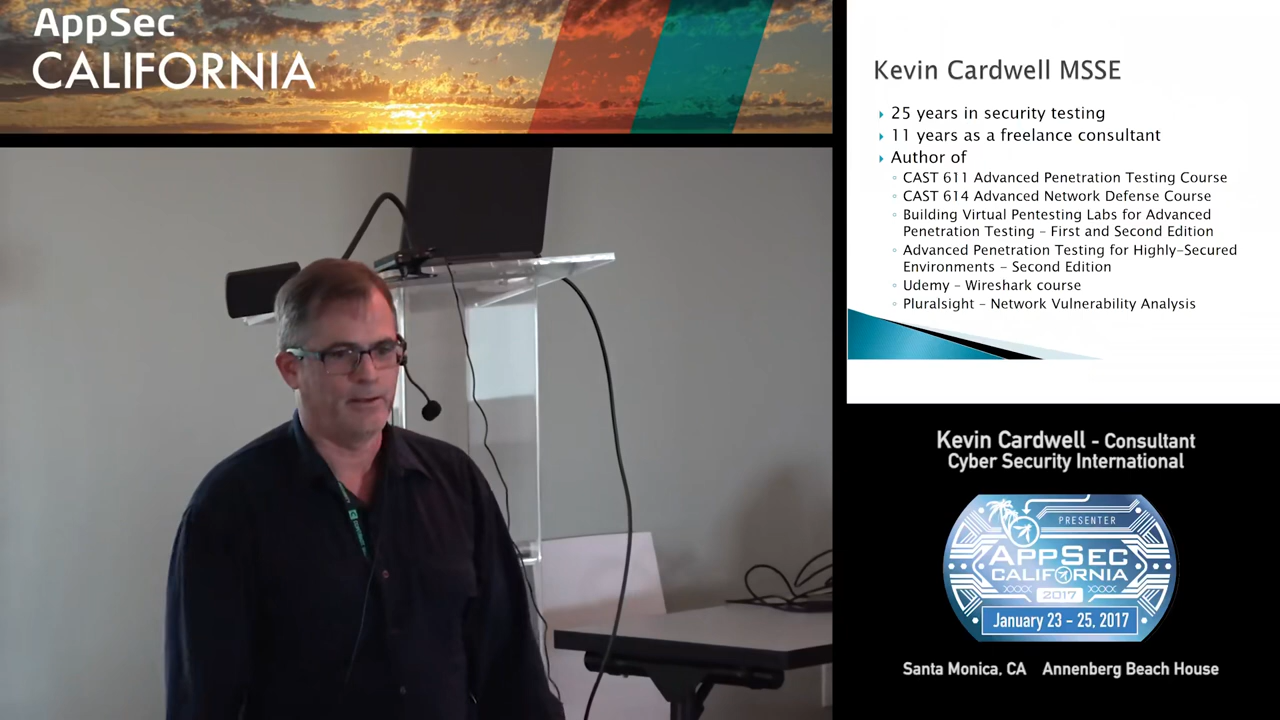 AppSec
CALIFORNIA
Kevin Cardwell MSSE
25 years in security testing
11 years as a freelance consultant
Author of
CAST 611 Advanced Penetration Testing Course
CAST 614 Advanced Network Defense Course
Building Virtual Pentesting Labs for Advanced
Penetration Testing – First and Second Edition
Advanced Penetration Testing for Highly-Secured
Environments – Second Edition
Udemy – Wireshark course
Pluralsight – Network Vulnerability Analysis
Kevin Cardwell - Consultant
Cyber Security International
PRESENTER
APPSEC
CALIFORNIA
XXXX 2017 XXXX
January 23 - 25, 2017
Santa Monica, CA Annenberg Beach House